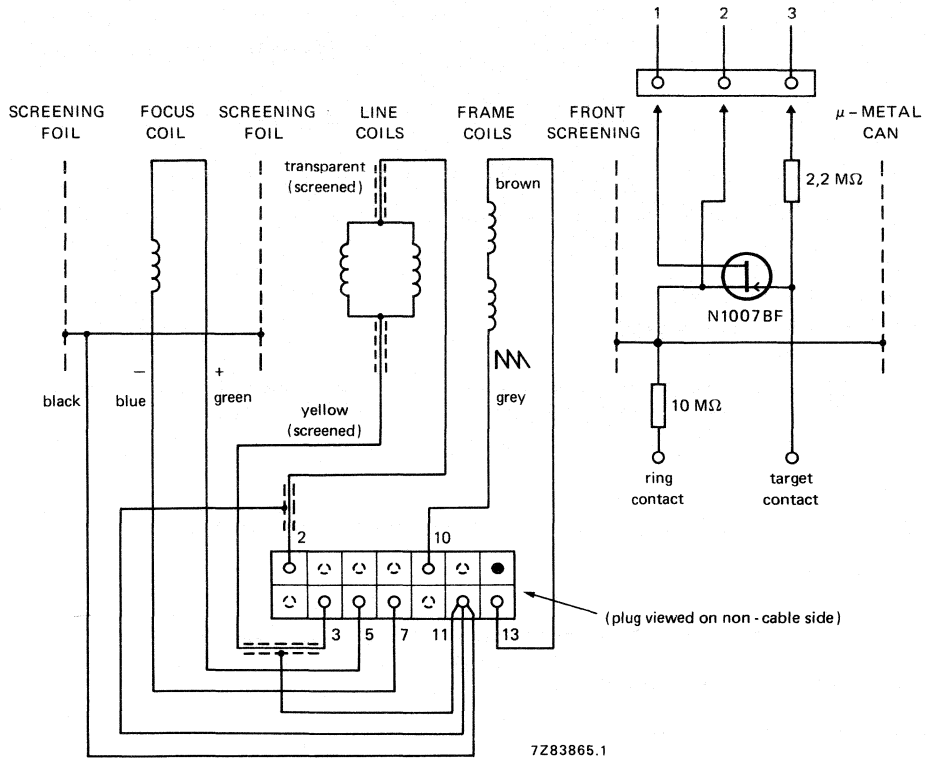 1 2 3
SCREENING FOIL
FOCUS COIL
SCREENING FOIL
LINE COILS
FRAME COILS
FRONT SCREENING
μ - METAL CAN
transparent
(screened)
brown
2,2 MΩ
N1007BF
− +
black
blue
green
yellow
(screened)
grey
10 MΩ
ring
contact
target
contact
2 10
3 5 7 11 13
(plug viewed on non - cable side)
7Z83865.1